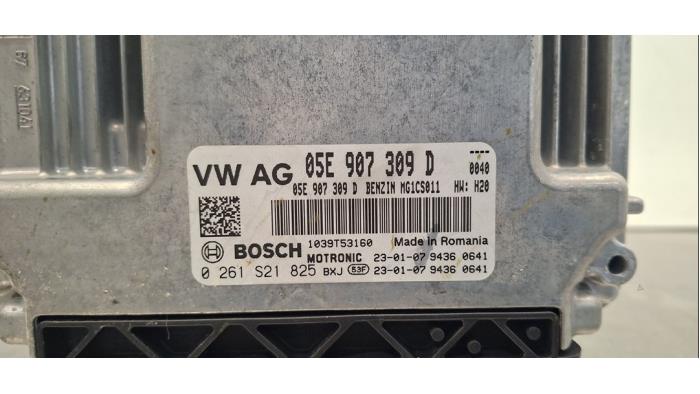 VW AG 05E 907 309 D ---- 0040
05E 907 309 D BENZIN MG1CS011 HW: H20
BOSCH 1039T53160 Made in Romania
MOTRONIC 23-01-07 9436 0641
0 261 S21 825 BXJ 53F 23-01-07 9436 0641